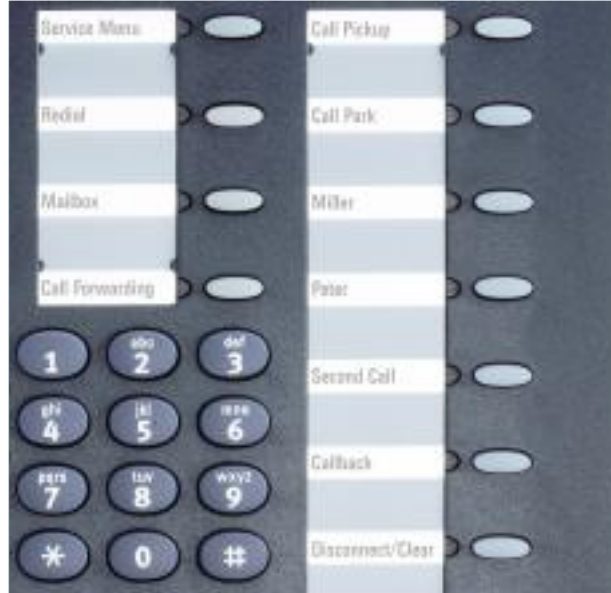 Service Menu
Redial
Mailbox
Call Forwarding
Call Pickup
Call Park
Miller
Peter
Second Call
Callback
Disconnect/Clear
1
abc
2
def
3
ghi
4
jkl
5
mno
6
pqrs
7
tuv
8
wxyz
9
*
0
#